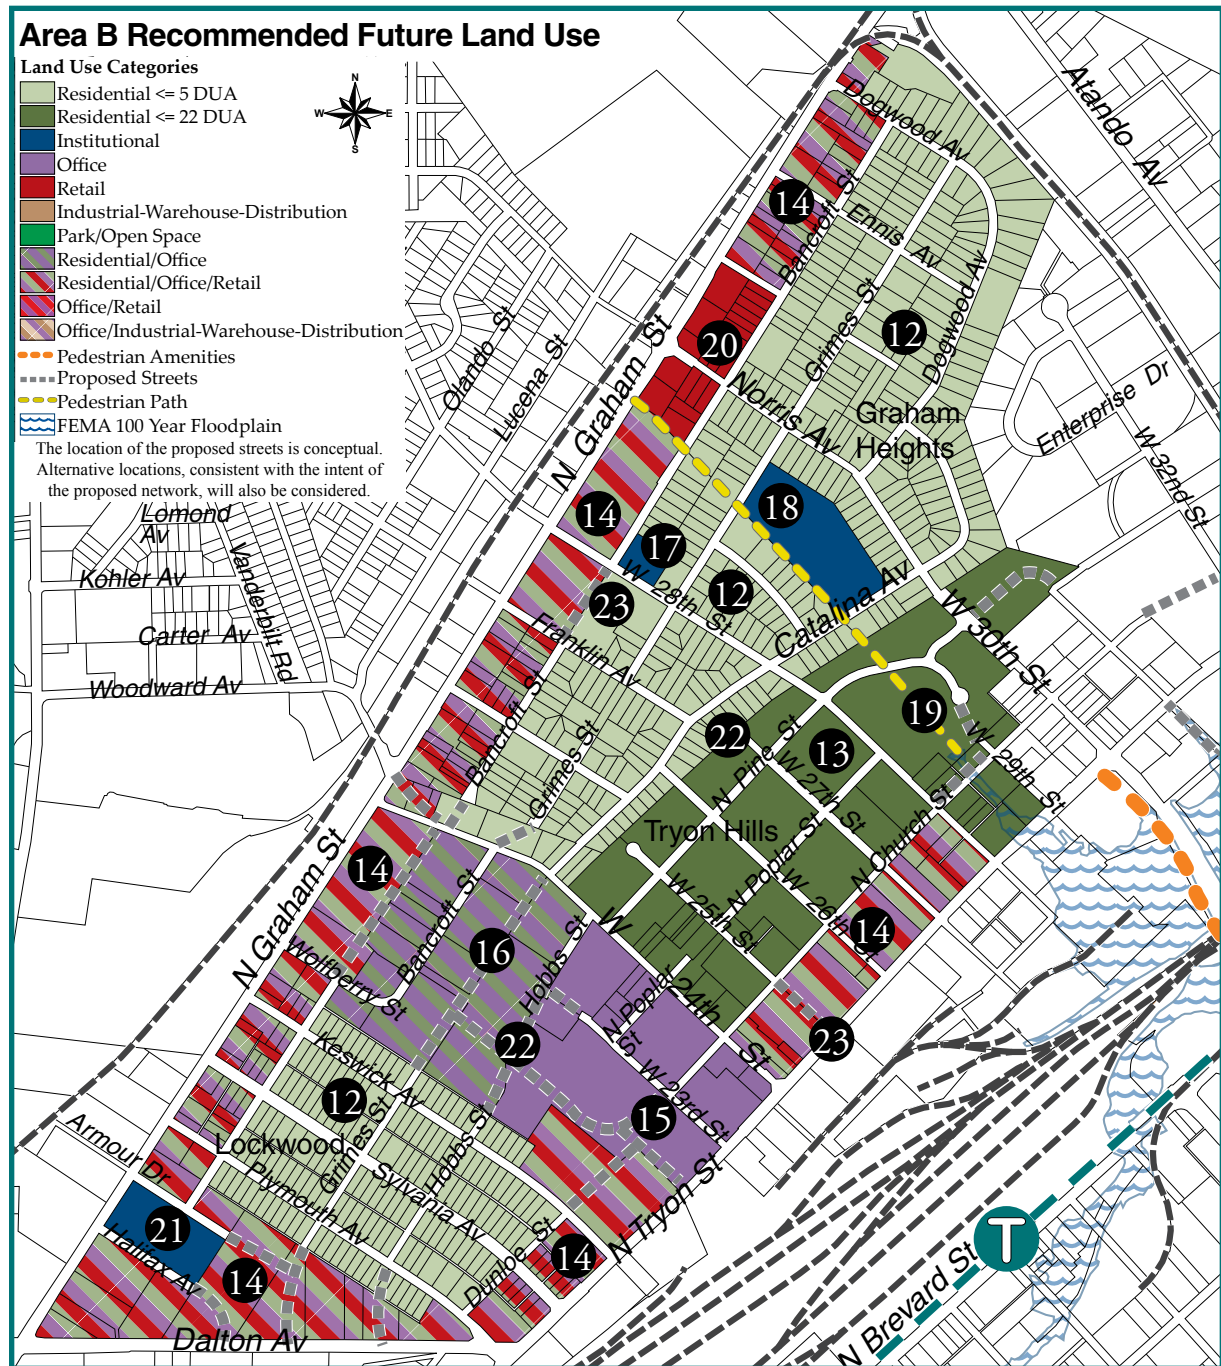 Area B Recommended Future Land Use
Land Use Categories
Residential <= 5 DUA
Residential <= 22 DUA
Institutional
Office
Retail
Industrial-Warehouse-Distribution
Park/Open Space
Residential/Office
Residential/Office/Retail
Office/Retail
Office/Industrial-Warehouse-Distribution
Pedestrian Amenities
Proposed Streets
Pedestrian Path
FEMA 100 Year Floodplain
The location of the proposed streets is conceptual.
Alternative locations, consistent with the intent of
the proposed network, will also be considered.
N
W
E
S
Atando Av
Dogwood Av
14
Bancroft St
Ennis Av
Grimes St
12
Dogwood Av
Olando St
Lucena St
N Graham St
20
Norris Av
Graham
Heights
Enterprise Dr
W 32nd St
Lomond
Av
Kohler Av
Vanderbilt Rd
Carter Av
Woodward Av
14
17
18
23
W 28th St
12
Catalina Av
Franklin Av
W 30th St
Bancroft St
Grimes St
22
N Pine St
13
19
W 29th St
W 27th St
Tryon Hills
N Poplar St
N Church St
N Graham St
14
Bancroft St
16
Hobbs St
W 24th St
W 25th St
W 26th St
14
Wolfberry St
22
N Poplar
St
23
Keswick Av
12
W 23rd St
15
Armour Dr
Lockwood
Grimes St
Hobbs St
Plymouth Av
Sylvania Av
N Tryon St
21
Halifax Av
14
Dunloe St
14
T
N Brevard St
Dalton Av